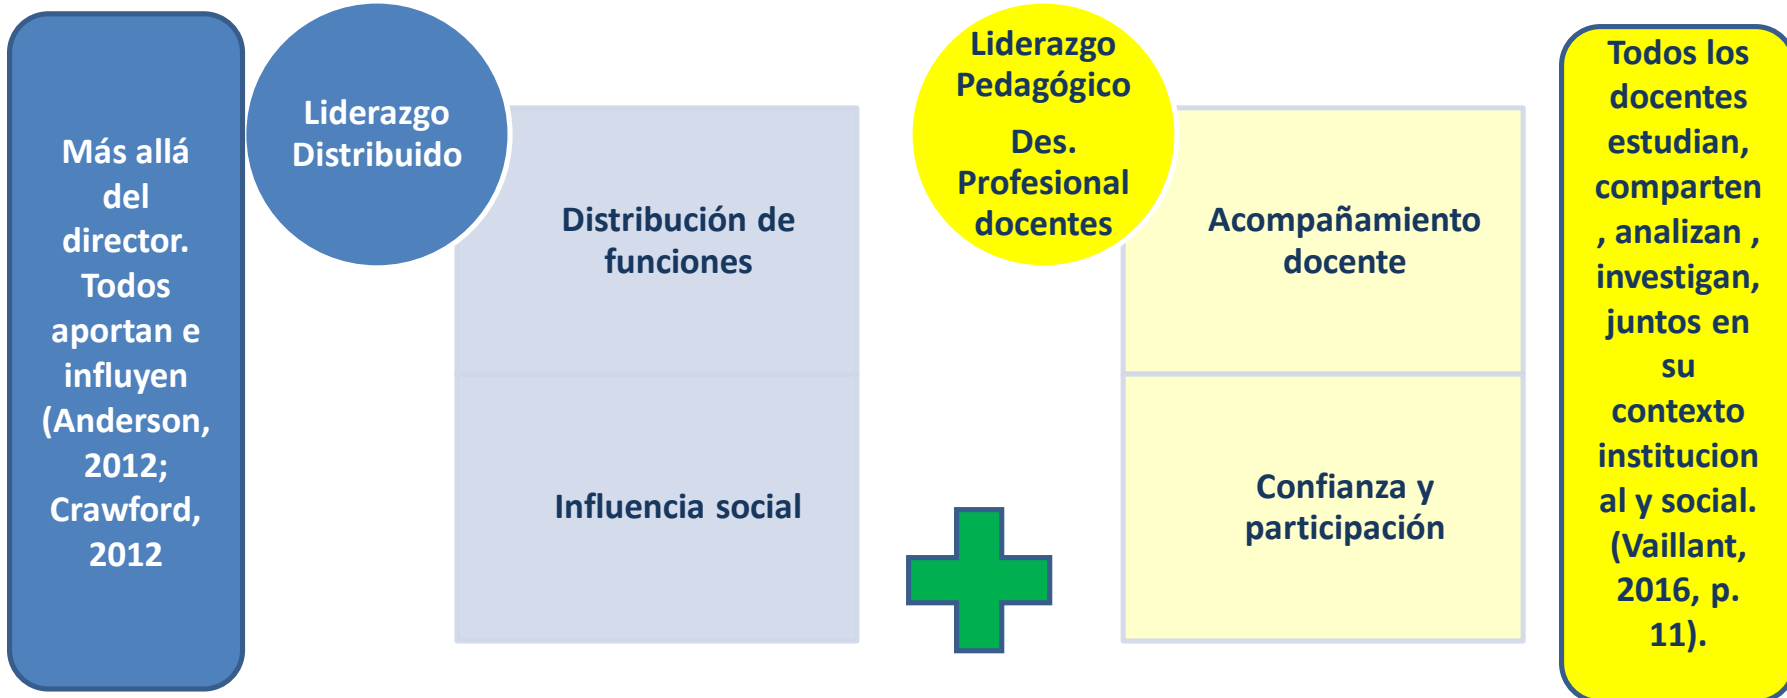 Más allá
del
director.
Todos
aportan e
influyen
(Anderson,
2012;
Crawford,
2012
Liderazgo
Distribuido
Distribución de
funciones
Influencia social
Liderazgo
Pedagógico
Des.
Profesional
docentes
Acompañamiento
docente
Confianza y
participación
Todos los
docentes
estudian,
comparten
, analizan ,
investigan,
juntos en
su
contexto
institucion
al y social.
(Vaillant,
2016, p.
11).